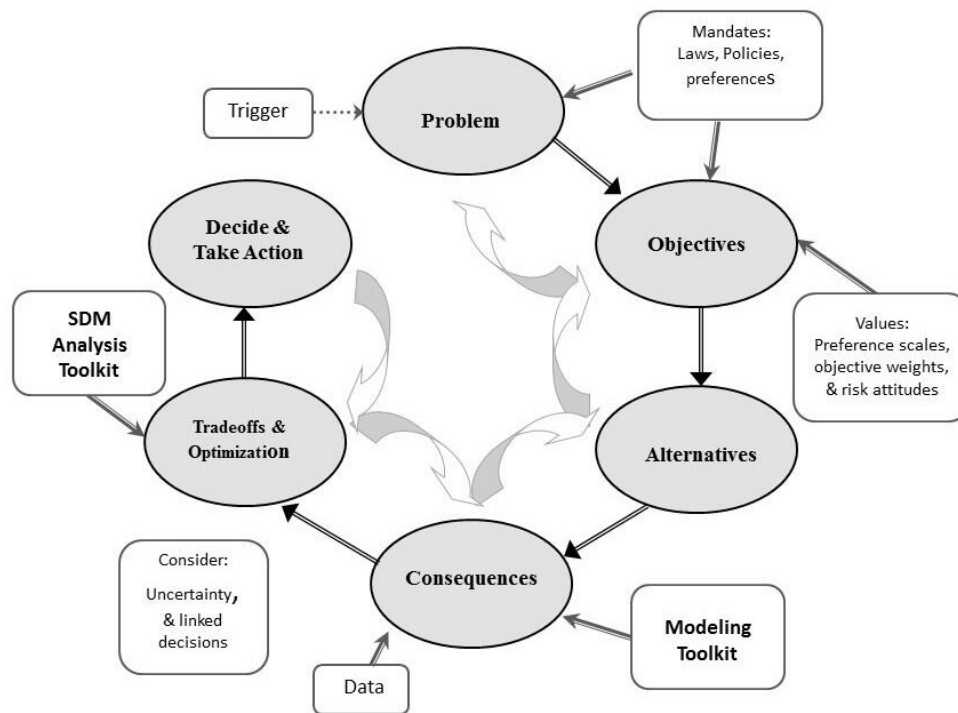 Mandates:
Laws, Policies,
preferences
Trigger
Problem
Decide &
Take Action
Objectives
SDM
Analysis
Toolkit
Values:
Preference scales,
objective weights,
& risk attitudes
Tradeoffs &
Optimization
Alternatives
Consider:
Uncertainty,
& linked
decisions
Consequences
Modeling
Toolkit
Data